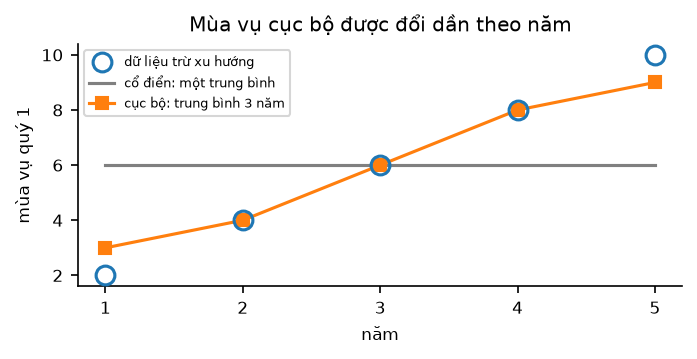 Mùa vụ cục bộ được đổi dần theo năm
dữ liệu trừ xu hướng
cổ điển: một trung bình
cục bộ: trung bình 3 năm
mùa vụ quý 1
10
8
6
4
2
1 2 3 4 5
năm